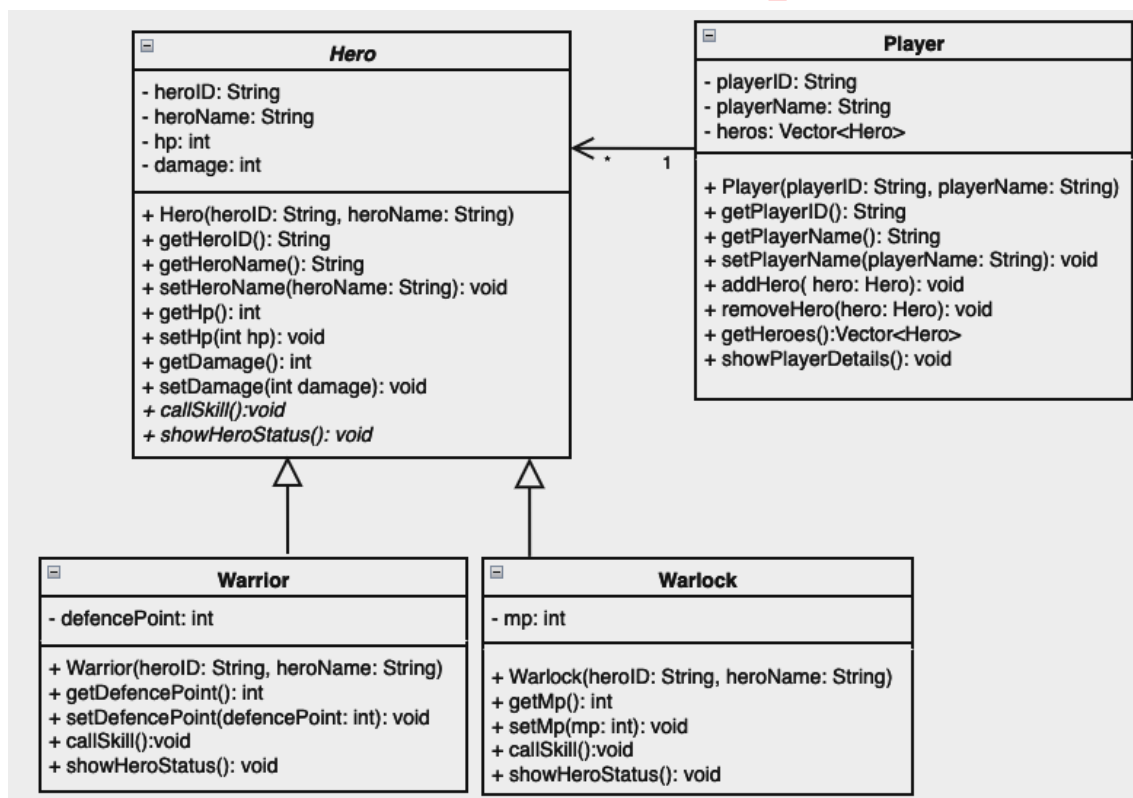 Hero
- heroID: String
- heroName: String
- hp: int
- damage: int
+ Hero(heroID: String, heroName: String)
+ getHeroID(): String
+ getHeroName(): String
+ setHeroName(heroName: String): void
+ getHp(): int
+ setHp(int hp): void
+ getDamage(): int
+ setDamage(int damage): void
+ callSkill():void
+ showHeroStatus(): void
* 1
Player
- playerID: String
- playerName: String
- heros: Vector<Hero>
+ Player(playerID: String, playerName: String)
+ getPlayerID(): String
+ getPlayerName(): String
+ setPlayerName(playerName: String): void
+ addHero( hero: Hero): void
+ removeHero(hero: Hero): void
+ getHeroes():Vector<Hero>
+ showPlayerDetails(): void
Warrior
- defencePoint: int
+ Warrior(heroID: String, heroName: String)
+ getDefencePoint(): int
+ setDefencePoint(defencePoint: int): void
+ callSkill():void
+ showHeroStatus(): void
Warlock
- mp: int
+ Warlock(heroID: String, heroName: String)
+ getMp(): int
+ setMp(mp: int): void
+ callSkill():void
+ showHeroStatus(): void